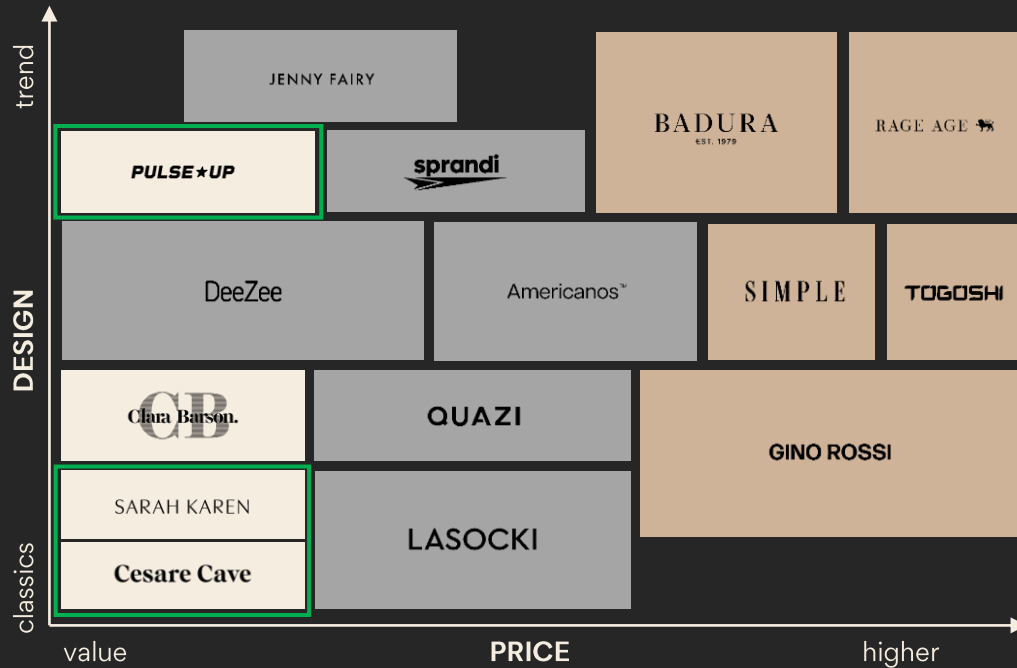 trend
JENNY FAIRY
BADURA
EST. 1979
RAGE AGE
PULSE★UP
sprandi
DESIGN
DeeZee
Americanos™
SIMPLE
TOGOSHI
CB
Clara Barson.
QUAZI
GINO ROSSI
SARAH KAREN
LASOCKI
Cesare Cave
classics
value
PRICE
higher